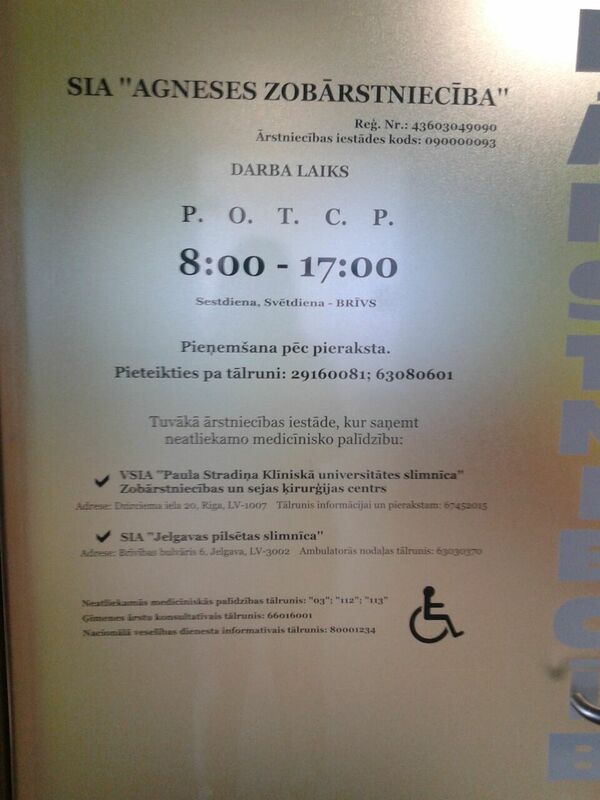 SIA "AGNESES ZOBĀRSTNIECĪBA"
Reģ. Nr.: 43603049090
Ārstniecības iestādes kods: 090000093
DARBA LAIKS
P. O. T. C. P.
8:00 - 17:00
Sestdiena, Svētdiena - BRĪVS
Pieņemšana pēc pieraksta.
Pieteikties pa tālruni: 29160081; 63080601
Tuvākā ārstniecības iestāde, kur saņemt
neatliekamo medicīnisko palīdzību:
VSIA "Paula Stradiņa Klīniskā universitātes slimnīca"
Zobārstniecības un sejas ķirurģijas centrs
Adrese: Dzirciema iela 20, Rīga, LV-1007 Tālrunis informācijai un pierakstam: 67452015
SIA "Jelgavas pilsētas slimnīca"
Adrese: Brīvības bulvāris 6, Jelgava, LV-3002 Ambulatorās nodaļas tālrunis: 63030370
Neatliekamās medicīniskās palīdzības tālrunis: "03"; "112"; "113"
Ģimenes ārstu konsultatīvais tālrunis: 66016001
Nacionālā veselības dienesta informatīvais tālrunis: 80001234